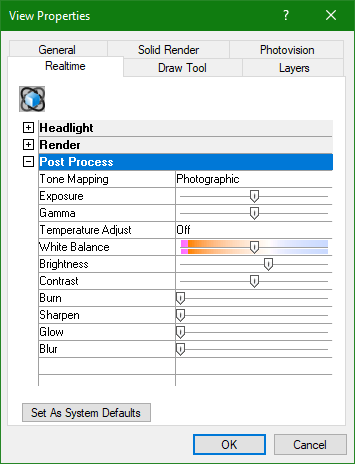 View Properties
?
General
Solid Render
Photovision
Realtime
Draw Tool
Layers
Headlight
Render
Post Process
Tone Mapping Photographic
Exposure
Gamma
Temperature Adjust Off
White Balance
Brightness
Contrast
Burn
Sharpen
Glow
Blur
Set As System Defaults
OK
Cancel